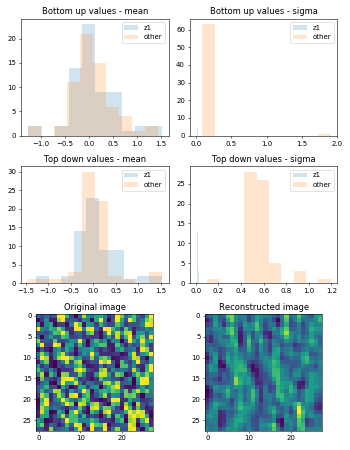 Bottom up values - mean
Bottom up values - sigma
z1
other
z1
other
20
15
10
5
0
60
50
40
30
20
10
0
−1.0 −0.5 0.0 0.5 1.0 1.5
0.0 0.5 1.0 1.5 2.0
Top down values - mean
Top down values - sigma
z1
other
z1
other
30
25
20
15
10
5
0
25
20
15
10
5
0
−1.5 −1.0 −0.5 0.0 0.5 1.0 1.5
0.0 0.2 0.4 0.6 0.8 1.0 1.2
Original image
Reconstructed image
0
5
10
15
20
25
0
5
10
15
20
25
0 20
0 20